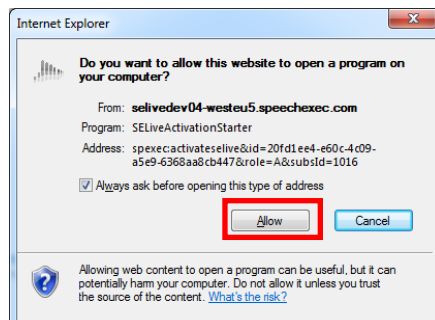 Internet Explorer
Do you want to allow this website to open a program on
your computer?
From: selivedev04-westeu5.speechexec.com
Program: SELiveActivationStarter
Address: spexec:activateselive&id=20fd1ee4-e60c-4c09-
a5e9-6368aa8cb447&role=A&subsId=1016
Always ask before opening this type of address
Allow Cancel
Allowing web content to open a program can be useful, but it can
potentially harm your computer. Do not allow it unless you trust
the source of the content. What's the risk?